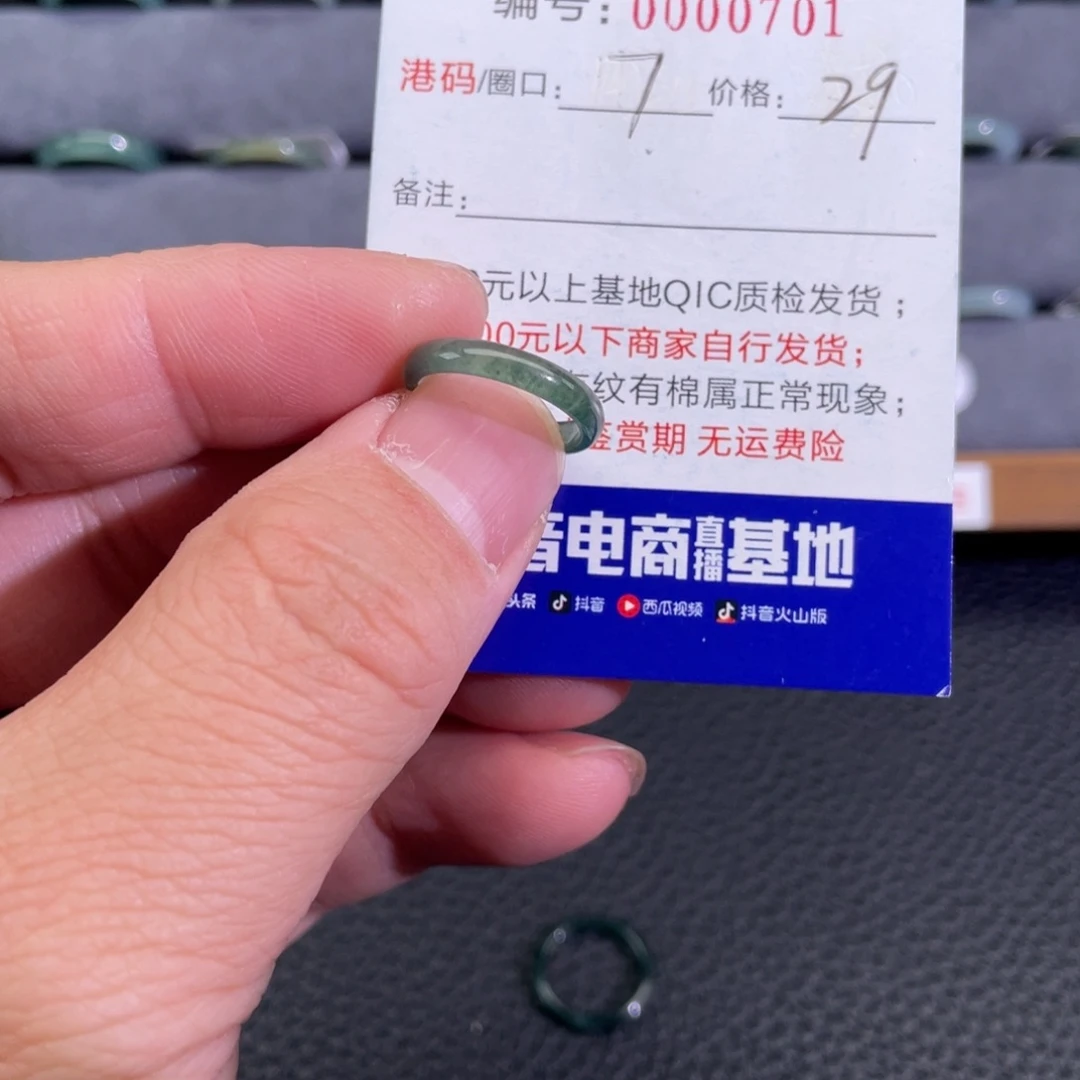 编号：0000701
港码/圈口：7 价格：29
备注：
元以上基地QIC质检发货；
00元以下商家自行发货；
纹有棉属正常现象；
鉴赏期 无运费险
音电商直播基地
头条 抖音 西瓜视频 抖音火山版